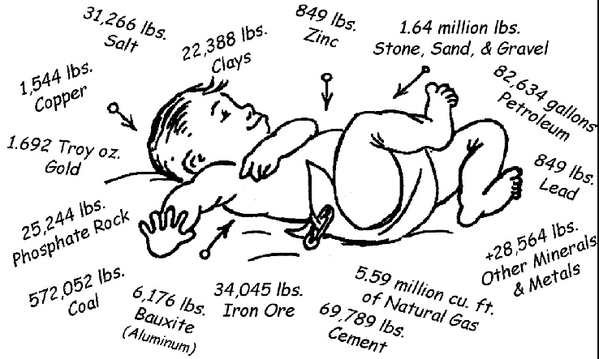 31,266 lbs.
Salt
22,388 lbs.
Clays
849 lbs.
Zinc
1.64 million lbs.
Stone, Sand, & Gravel
1,544 lbs.
Copper
82,634 gallons
Petroleum
1.692 Troy oz.
Gold
849 lbs.
Lead
25,244 lbs.
Phosphate Rock
+28,564 lbs.
Other Minerals
& Metals
572,052 lbs.
Coal
6,176 lbs.
Bauxite
(Aluminum)
34,045 lbs.
Iron Ore
5.59 million cu. ft.
of Natural Gas
69,789 lbs.
Cement